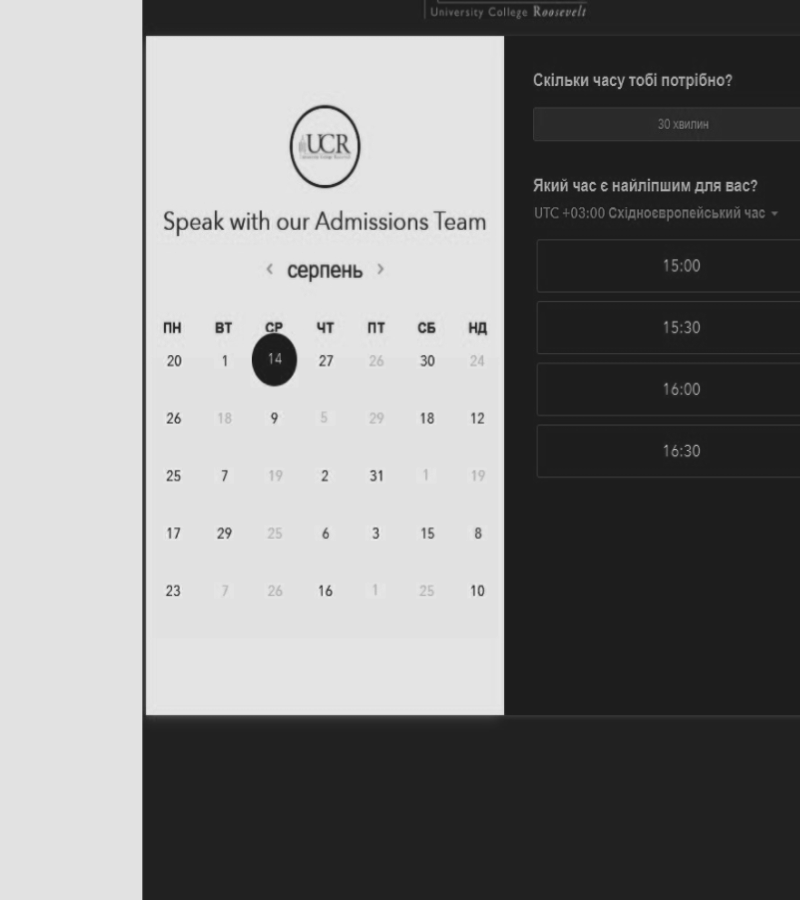 University College Roosevelt
UCR
Speak with our Admissions Team
серпень
ПН ВТ СР ЧТ ПТ СБ НД
20 1 14 27 26 30 24
26 18 9 5 29 18 12
25 7 19 2 31 1 19
17 29 25 6 3 15 8
23 7 26 16 1 25 10
Скільки часу тобі потрібно?
30 хвилин
Який час є найліпшим для вас?
UTC +03:00 Східноєвропейський час
15:00
15:30
16:00
16:30